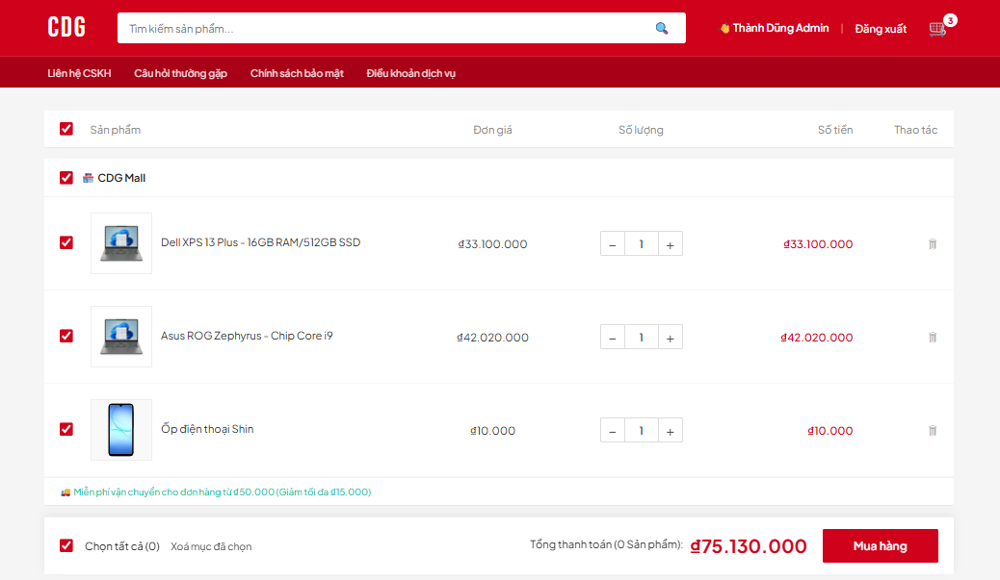 CDG
Tìm kiếm sản phẩm...
Thành Dũng Admin | Đăng xuất
3
Liên hệ CSKH Câu hỏi thường gặp Chính sách bảo mật Điều khoản dịch vụ
Sản phẩm Đơn giá Số lượng Số tiền Thao tác
CDG Mall
Dell XPS 13 Plus - 16GB RAM/512GB SSD ₫33.100.000 − 1 + ₫33.100.000
Asus ROG Zephyrus - Chip Core i9 ₫42.020.000 − 1 + ₫42.020.000
Ốp điện thoại Shin ₫10.000 − 1 + ₫10.000
Miễn phí vận chuyển cho đơn hàng từ ₫50.000 (Giảm tối đa ₫15.000)
Chọn tất cả (0) Xoá mục đã chọn Tổng thanh toán (0 Sản phẩm): ₫75.130.000 Mua hàng